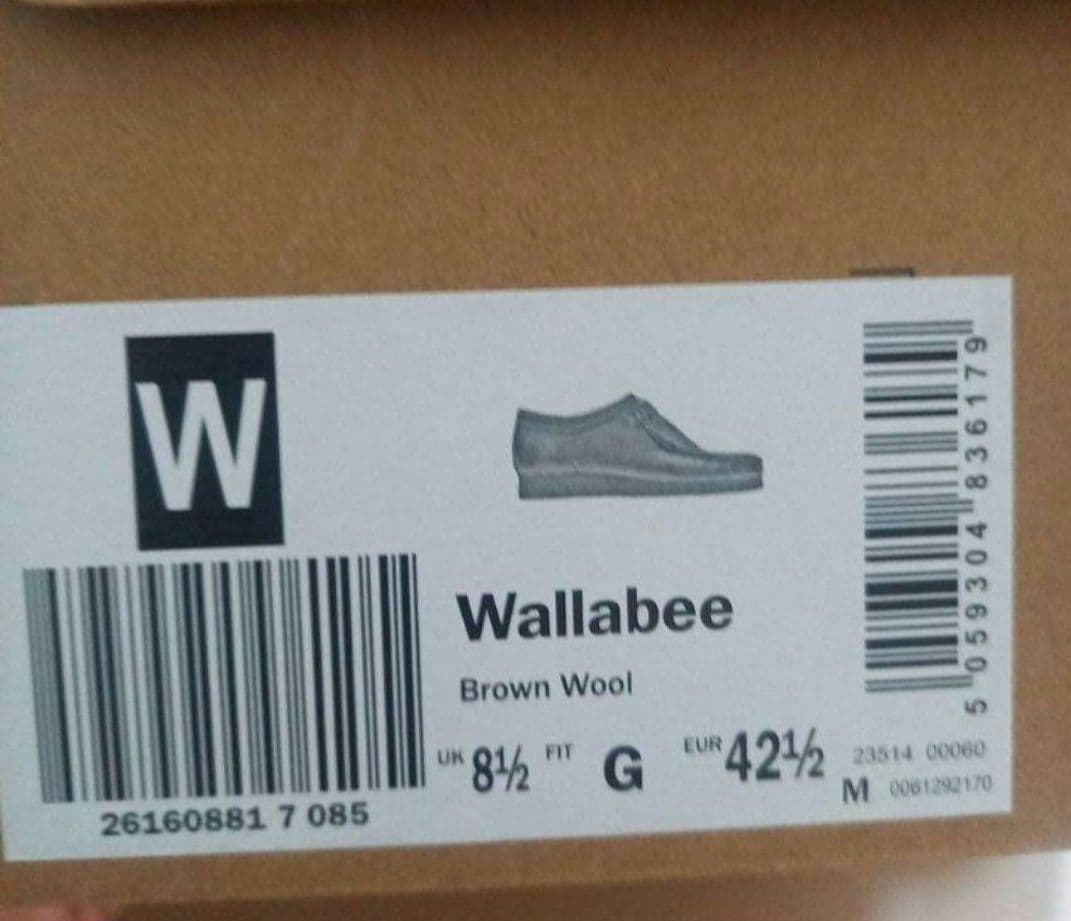 W
Wallabee
Brown Wool
UK 8½ FIT G EUR 42½
26160881 7 085
5 059304 836179
23514 00060
M 0061292170